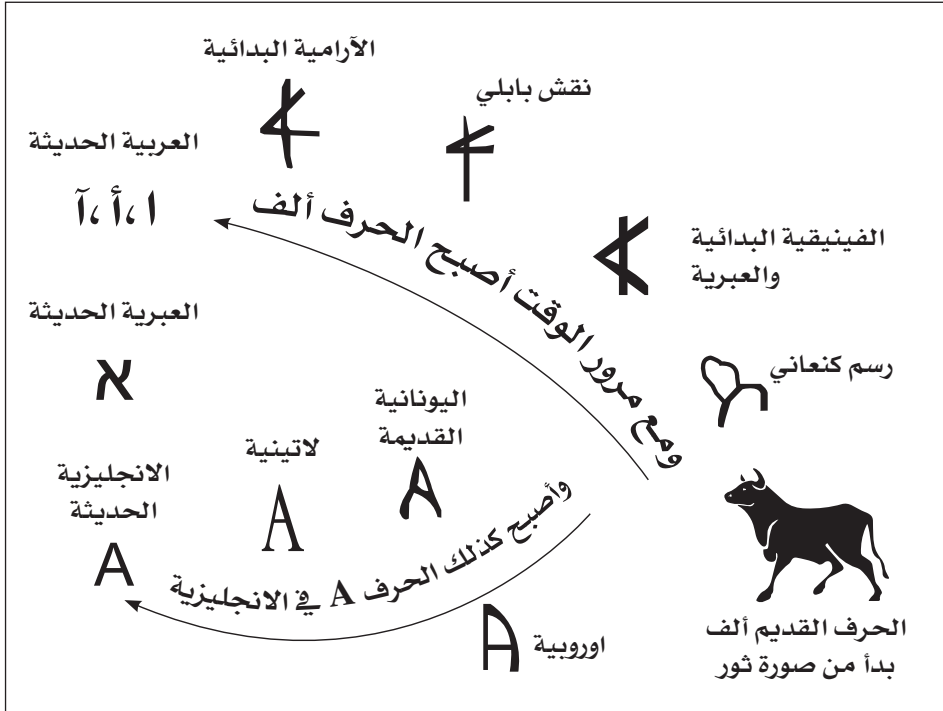 الآرامية البدائية
نقش بابلي
العربية الحديثة
ا، أ، آ
ومع مرور الوقت أصبح الحرف ألف
الفينيقية البدائية
والعبرية
العبرية الحديثة
א
رسم كنعاني
اليونانية
القديمة
A
لاتينية
A
الانجليزية
الحديثة
A
وأصبح كذلك الحرف A في الانجليزية
اوروبية
A
الحرف القديم ألف
بدأ من صورة ثور